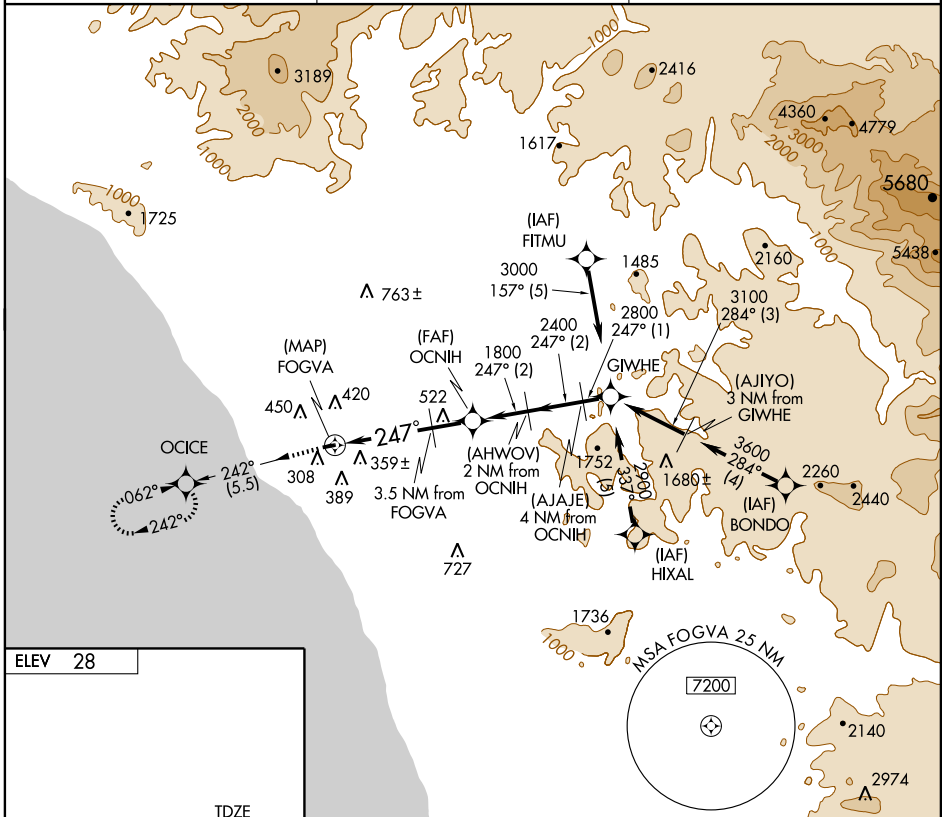 1000
2416
3189
4360
4779
2000
3000
2000
1617
1000
5680
1000
1725
(IAF)
FITMU
1000
2160
5438
3000
157° (5)
1485
763±
2800
247° (1)
3100
284° (3)
2400
247° (2)
(FAF)
OCNIH
1800
247° (2)
(MAP)
FOGVA
GIWHE
(AJIYO)
3 NM from
GIWHE
420
450
522
247°
OCICE
242°
(5.5)
062°
242°
308
359±
389
3.5 NM from
FOGVA
(AHWOV)
2 NM from
OCNIH
1752
(AJAJE)
4 NM from
OCNIH
2900
337°
(5)
1680±
3600
284°
(4)
2260
2440
(IAF)
BONDO
(IAF)
HIXAL
727
1736
1000
MSA FOGVA 25 NM
7200
ELEV 28
2140
2974
TDZE